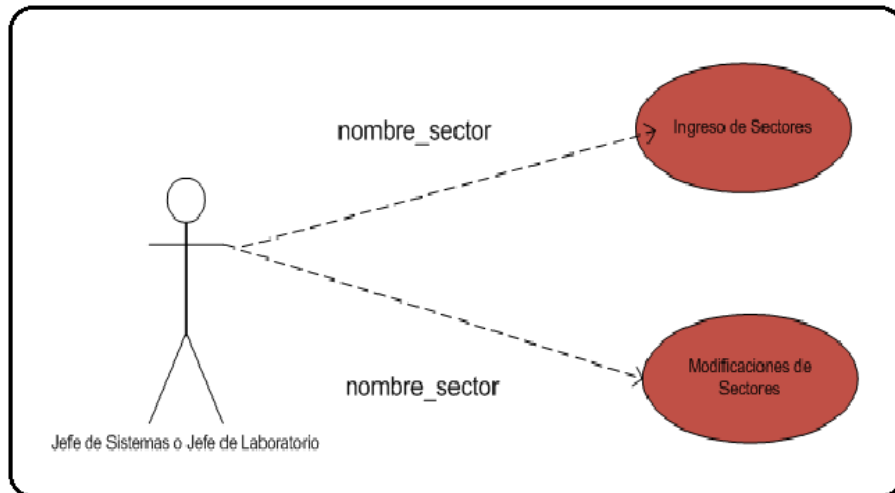 nombre_sector
Ingreso de Sectores
nombre_sector
Modificaciones de
Sectores
Jefe de Sistemas o Jefe de Laboratorio